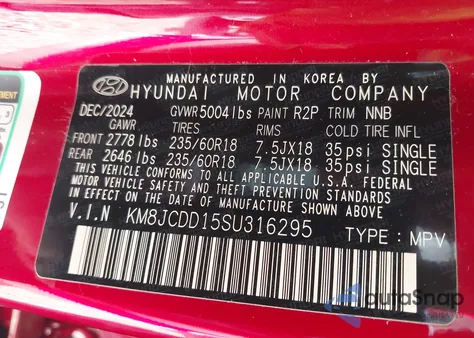 MANUFACTURED IN KOREA BY
HYUNDAI MOTOR COMPANY
DEC/2024 GVWR 5004 lbs PAINT R2P TRIM NNB
GAWR TIRES RIMS COLD TIRE INFL
FRONT 2778 lbs 235/60R18 7.5JX18 35psi SINGLE
REAR 2646 lbs 235/60R18 7.5JX18 35psi SINGLE
THIS VEHICLE CONFORMS TO ALL APPLICABLE U.S.A. FEDERAL
MOTOR VEHICLE SAFETY AND THEFT PREVENTION STANDARDS
IN EFFECT ON THE DATE OF MANUFACTURE SHOWN ABOVE.
V.I.N KM8JCDD15SU316295 TYPE : MPV
autoSnap